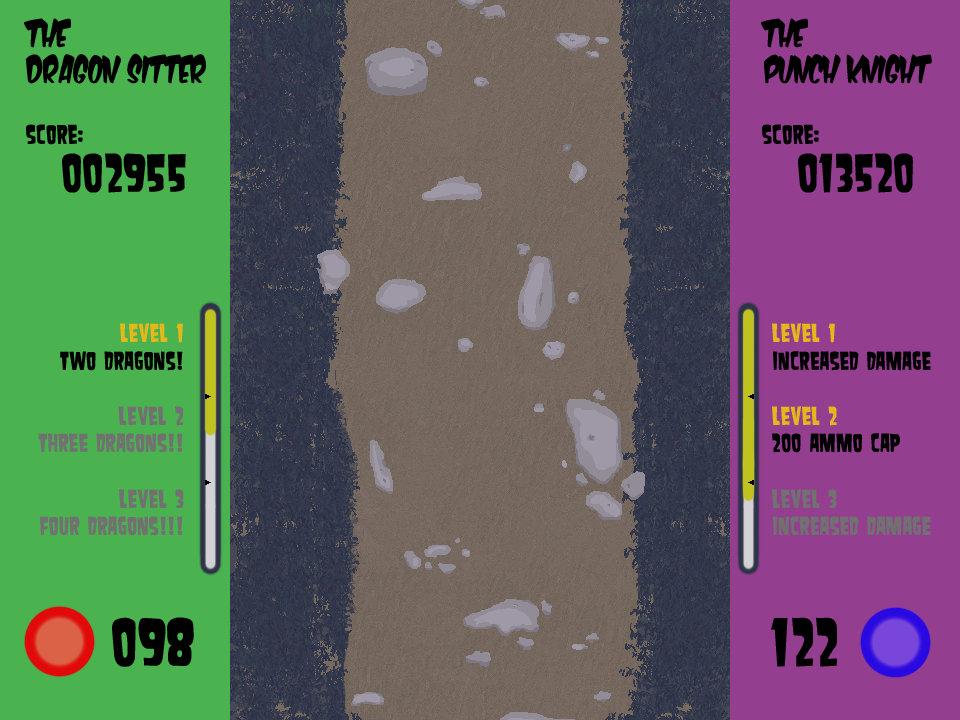 THE
DRAGON SITTER
SCORE:
002955
LEVEL 1
TWO DRAGONS!
LEVEL 2
THREE DRAGONS!!
LEVEL 3
FOUR DRAGONS!!!
098
THE
PUNCH KNIGHT
SCORE:
013520
LEVEL 1
INCREASED DAMAGE
LEVEL 2
200 AMMO CAP
LEVEL 3
INCREASED DAMAGE
122